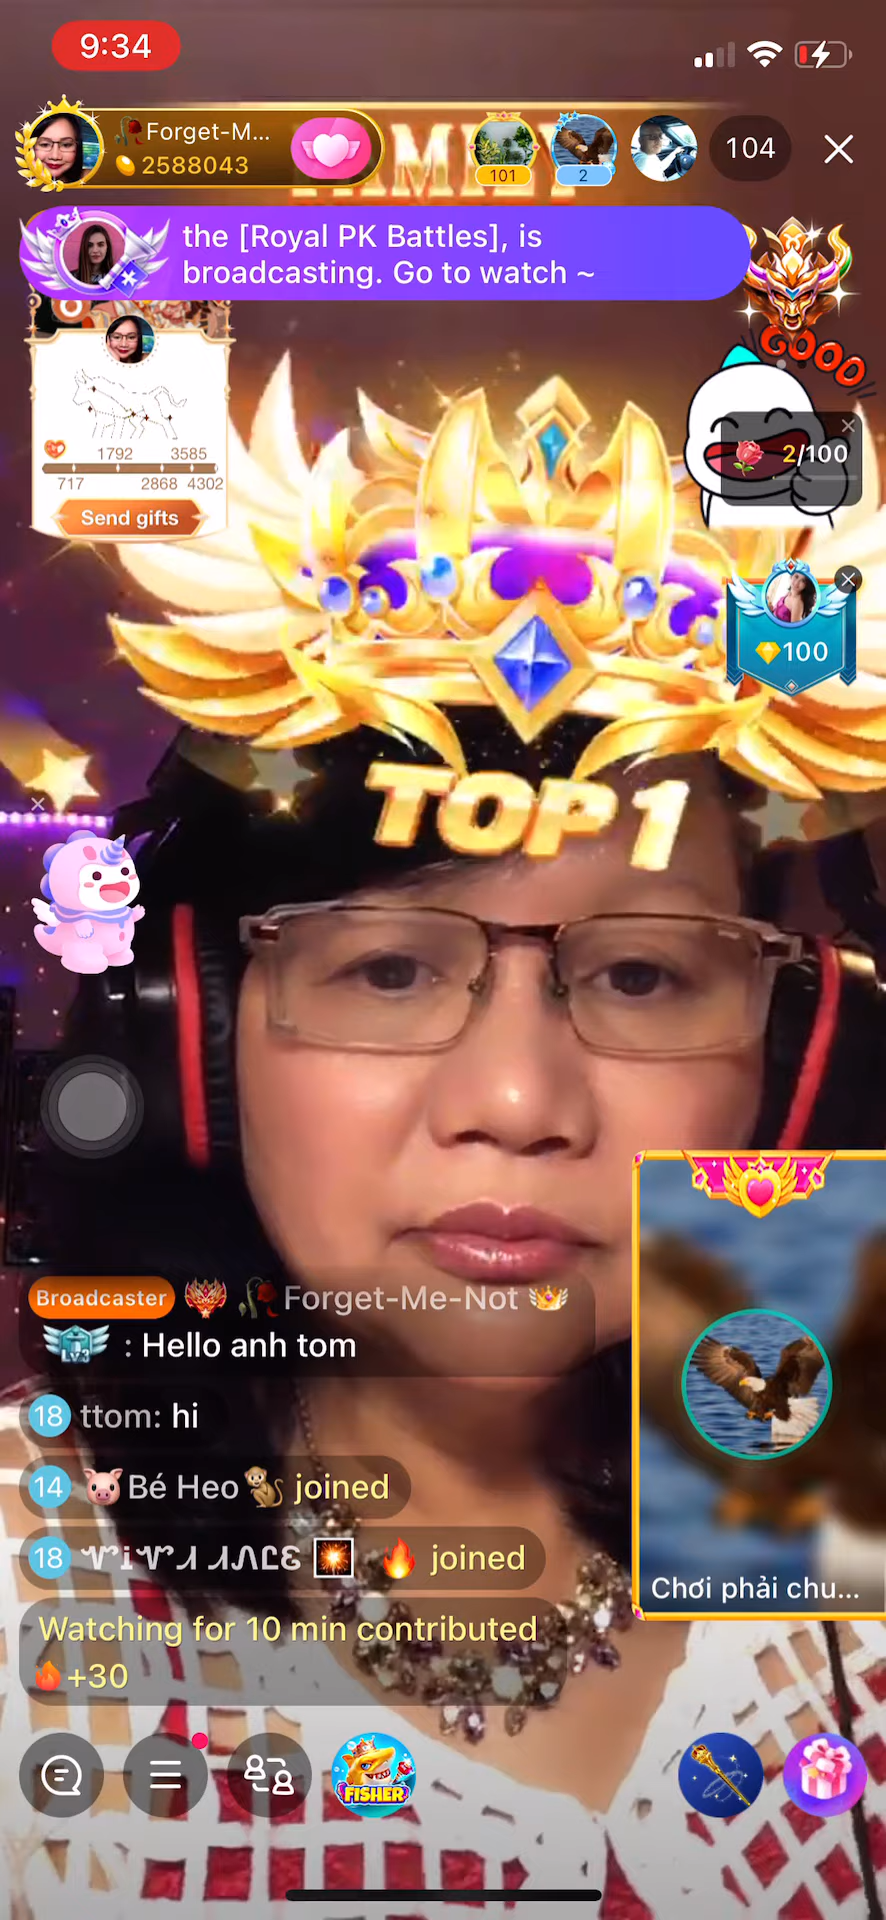 9:34
Forget-M...
2588043
101
2
104
the [Royal PK Battles], is
broadcasting. Go to watch ~
GOOD
1792 3585
717 2868 4302
Send gifts
2/100
100
TOP 1
Broadcaster Forget-Me-Not
Lv3 : Hello anh tom
18 ttom: hi
14 Bé Heo joined
18 joined
Watching for 10 min contributed
+30
Chơi phải chu...
FISHER